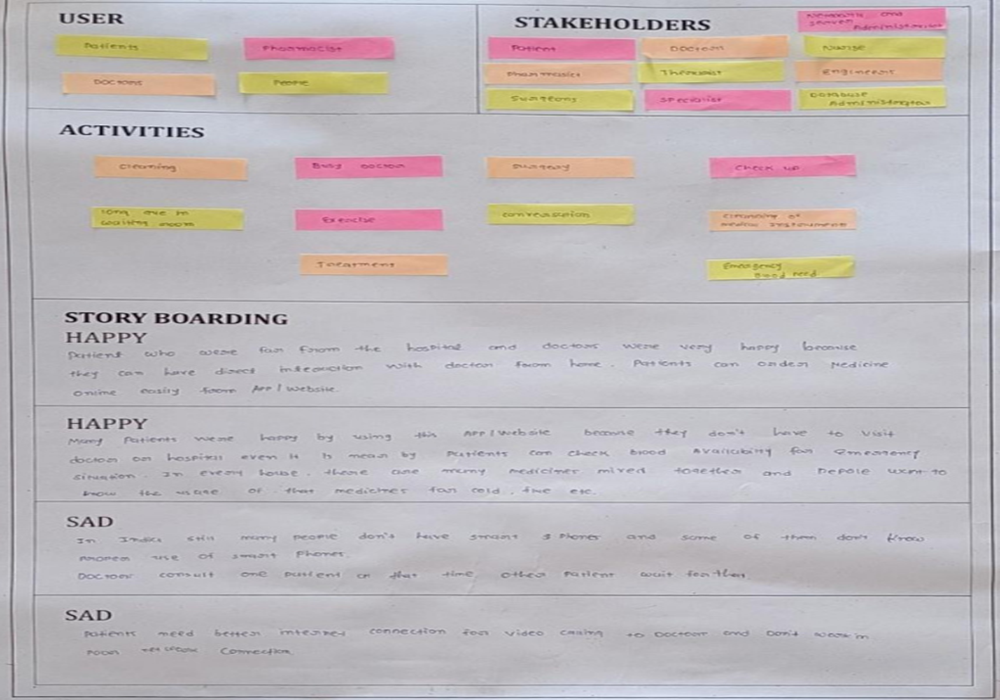 USER
Patients
Pharmacist
Doctors
People
STAKEHOLDERS
Network and
Administrator
Patient
Doctors
Nurse
Pharmacist
Therapist
Engineers
Surgeons
Specialist
Database
Administrator
ACTIVITIES
Cleaning
Busy doctor
Surgery
Check up
long que in
waiting room
Exercise
conversation
Cleaning of
medical Instruments
Treatment
Emergency
Blood need
STORY BOARDING
HAPPY
Patient who were far from the hospital and doctors were very happy because
they can have direct interaction with doctor from home. Patients can order Medicine
online easily from App/Website.
HAPPY
Many Patients were happy by using this App/Website because they don't have to visit
doctor or hospital even it is mean by Patients can check blood Availability for emergency
situation. In every house, there are many medicines mixed together and people want to
know the usage of that medicines for cold, etc.
SAD
In India still many people don't have smart phones and some of them don't know
proper use of smart Phones.
Doctors consult one patient at that time other Patient wait for
SAD
Patients need better internet connection for video calling to Doctors and Don't work in
Poor network Connection.